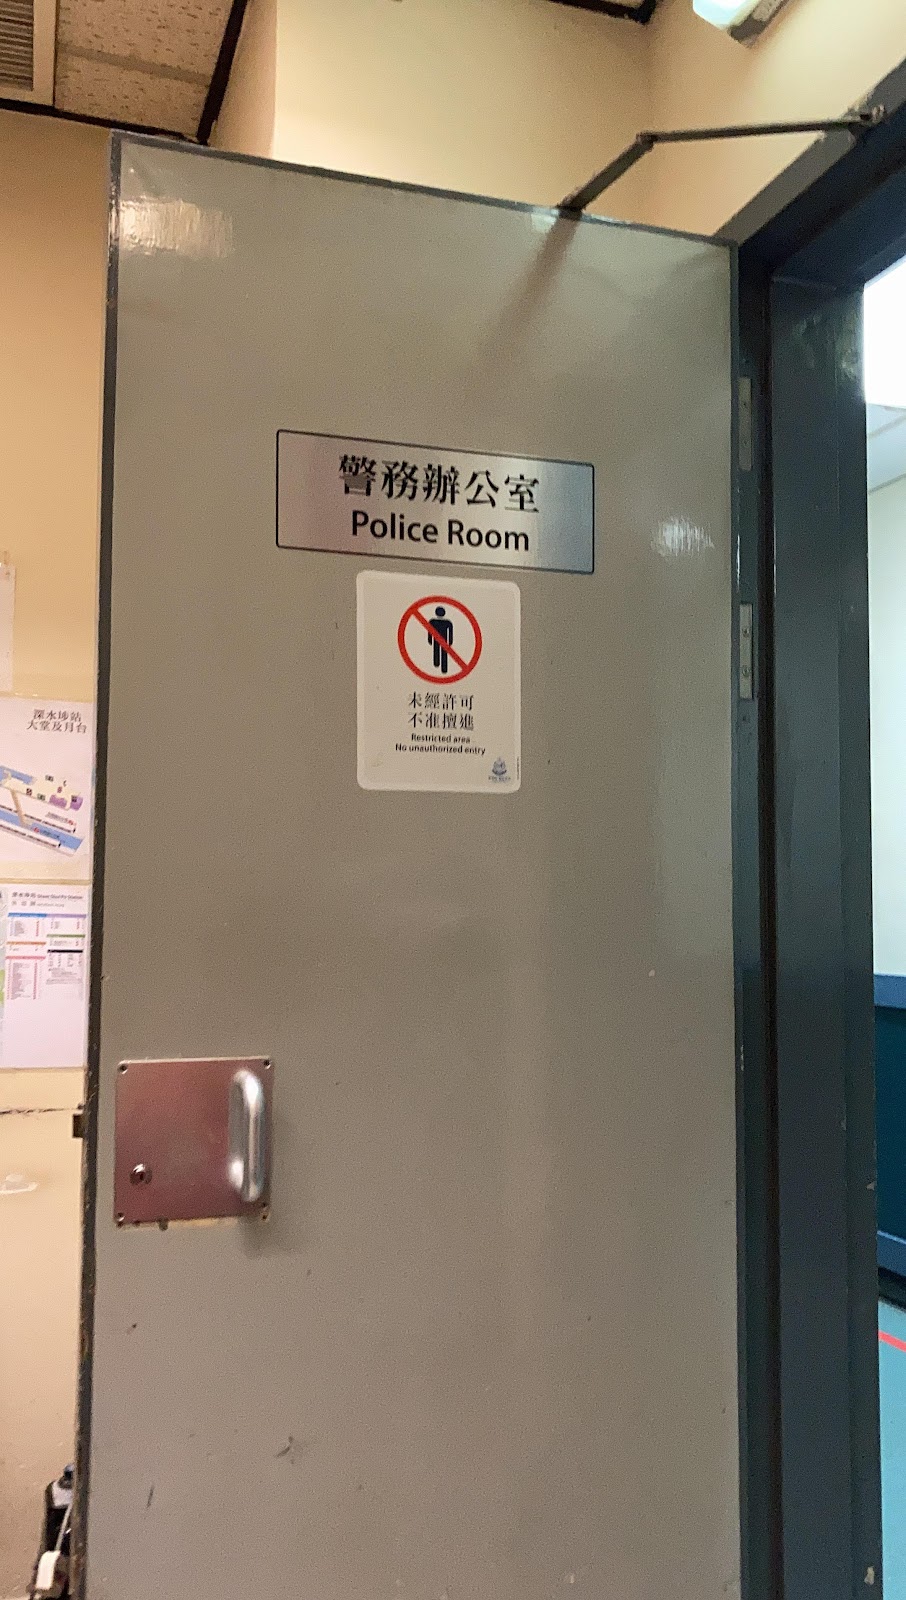 警務辦公室
Police Room
未經許可
不准擅進
Restricted area
No unauthorized entry
深水埗站
大堂及月台